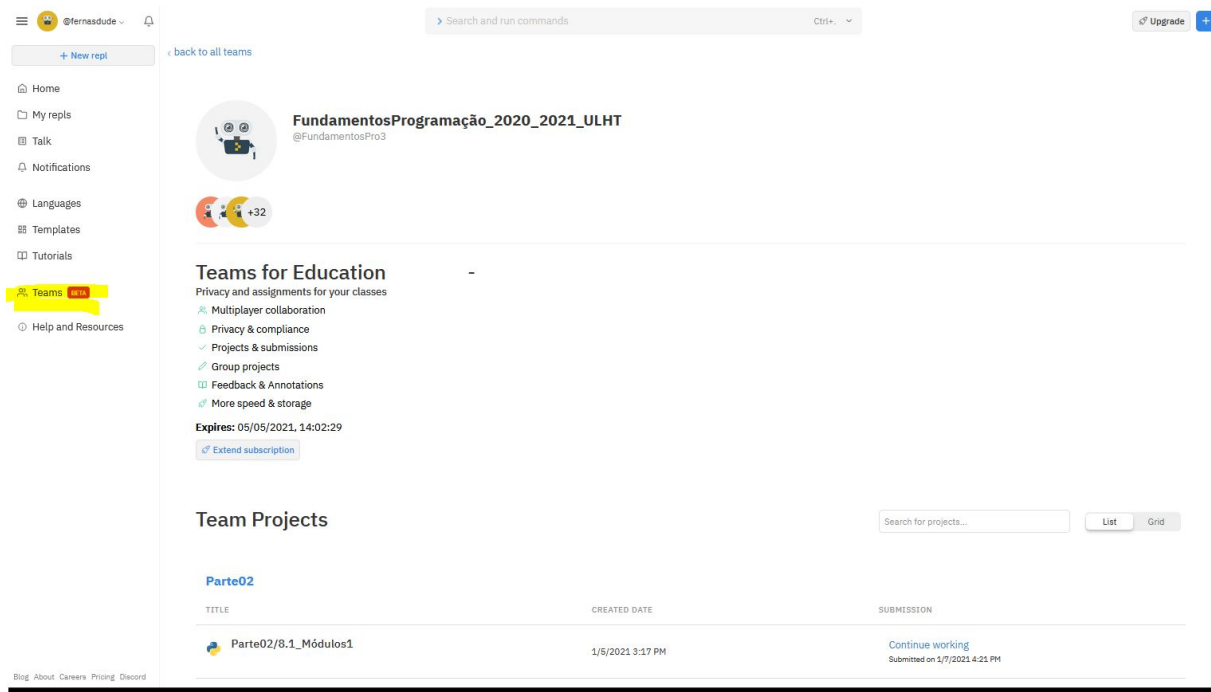 @fernasdude
Search and run commands Ctrl+.
Upgrade
+ New repl
‹ back to all teams
Home
My repls
Talk
Notifications
Languages
Templates
Tutorials
Teams BETA
Help and Resources
FundamentosProgramação_2020_2021_ULHT
@FundamentosPro3
+32
Teams for Education -
Privacy and assignments for your classes
Multiplayer collaboration
Privacy & compliance
Projects & submissions
Group projects
Feedback & Annotations
More speed & storage
Expires: 05/05/2021, 14:02:29
Extend subscription
Team Projects
Search for projects...
List Grid
Parte02
TITLE CREATED DATE SUBMISSION
Parte02/8.1_Módulos1 1/5/2021 3:17 PM Continue working
Submitted on 1/7/2021 4:21 PM
Blog About Careers Pricing Discord